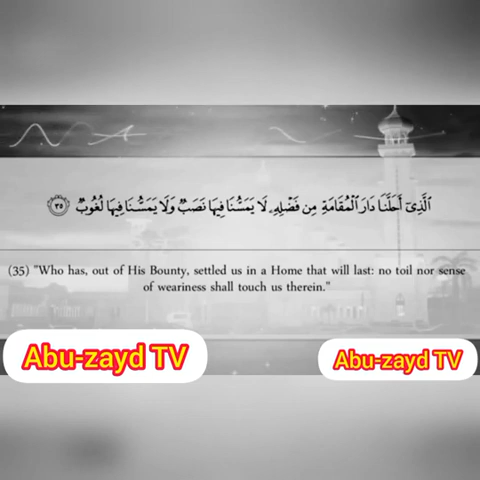 الَّذِىٓ أَحَلَّنَا دَارَ ٱلْمُقَامَةِ مِن فَضْلِهِۦ لَا يَمَسُّنَا فِيهَا نَصَبٌ وَلَا يَمَسُّنَا فِيهَا لُغُوبٌ ٣٥
(35) "Who has, out of His Bounty, settled us in a Home that will last: no toil nor sense
of weariness shall touch us therein."
Abu-zayd TV
Abu-zayd TV